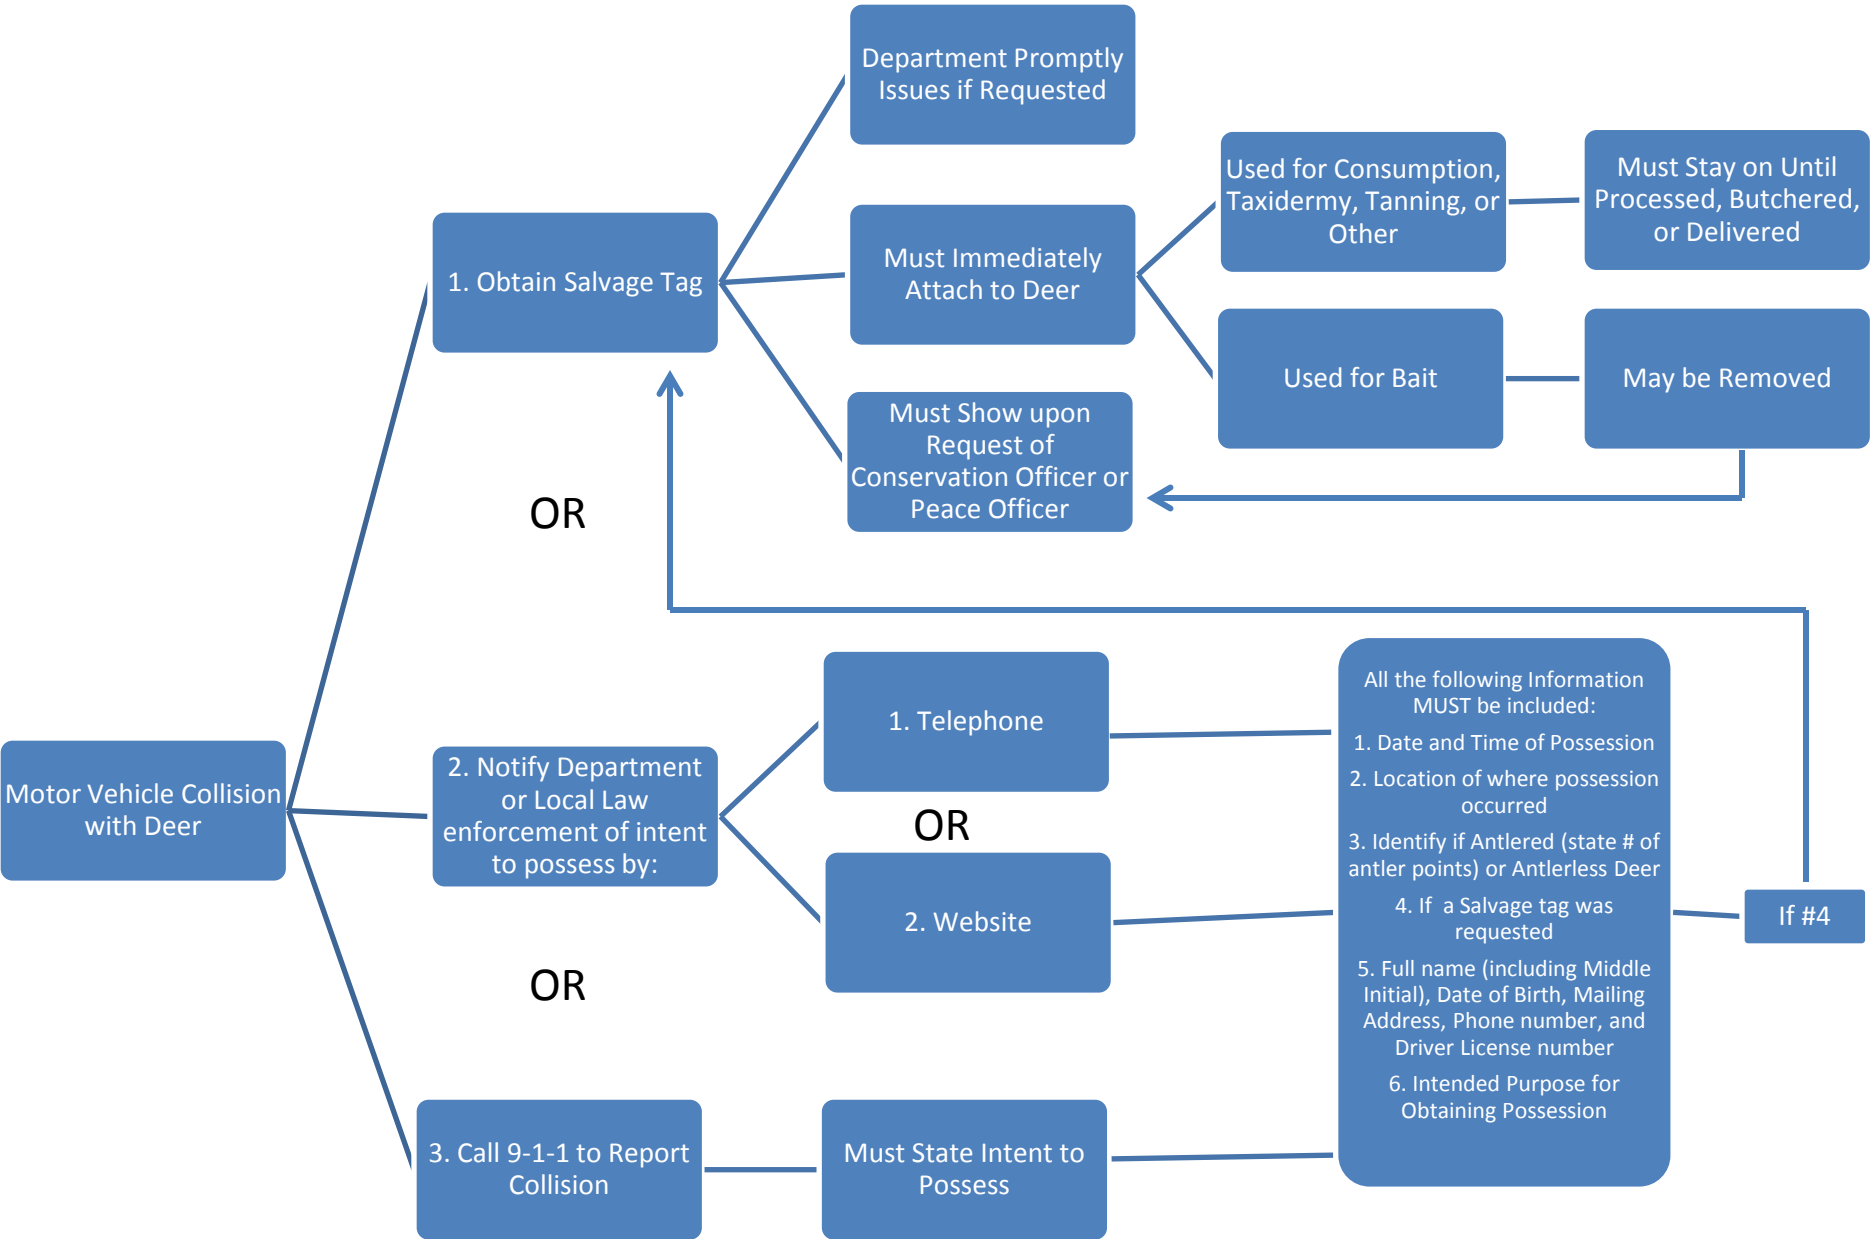 Department Promptly
Issues if Requested
Used for Consumption,
Taxidermy, Tanning, or
Other
Must Stay on Until
Processed, Butchered,
or Delivered
1. Obtain Salvage Tag
Must Immediately
Attach to Deer
Used for Bait
May be Removed
Must Show upon
Request of
Conservation Officer or
Peace Officer
OR
Motor Vehicle Collision
with Deer
2. Notify Department
or Local Law
enforcement of intent
to possess by:
1. Telephone
OR
2. Website
All the following Information
MUST be included:
1. Date and Time of Possession
2. Location of where possession
occurred
3. Identify if Antlered (state # of
antler points) or Antlerless Deer
4. If a Salvage tag was
requested
5. Full name (including Middle
Initial), Date of Birth, Mailing
Address, Phone number, and
Driver License number
6. Intended Purpose for
Obtaining Possession
If #4
OR
3. Call 9-1-1 to Report
Collision
Must State Intent to
Possess